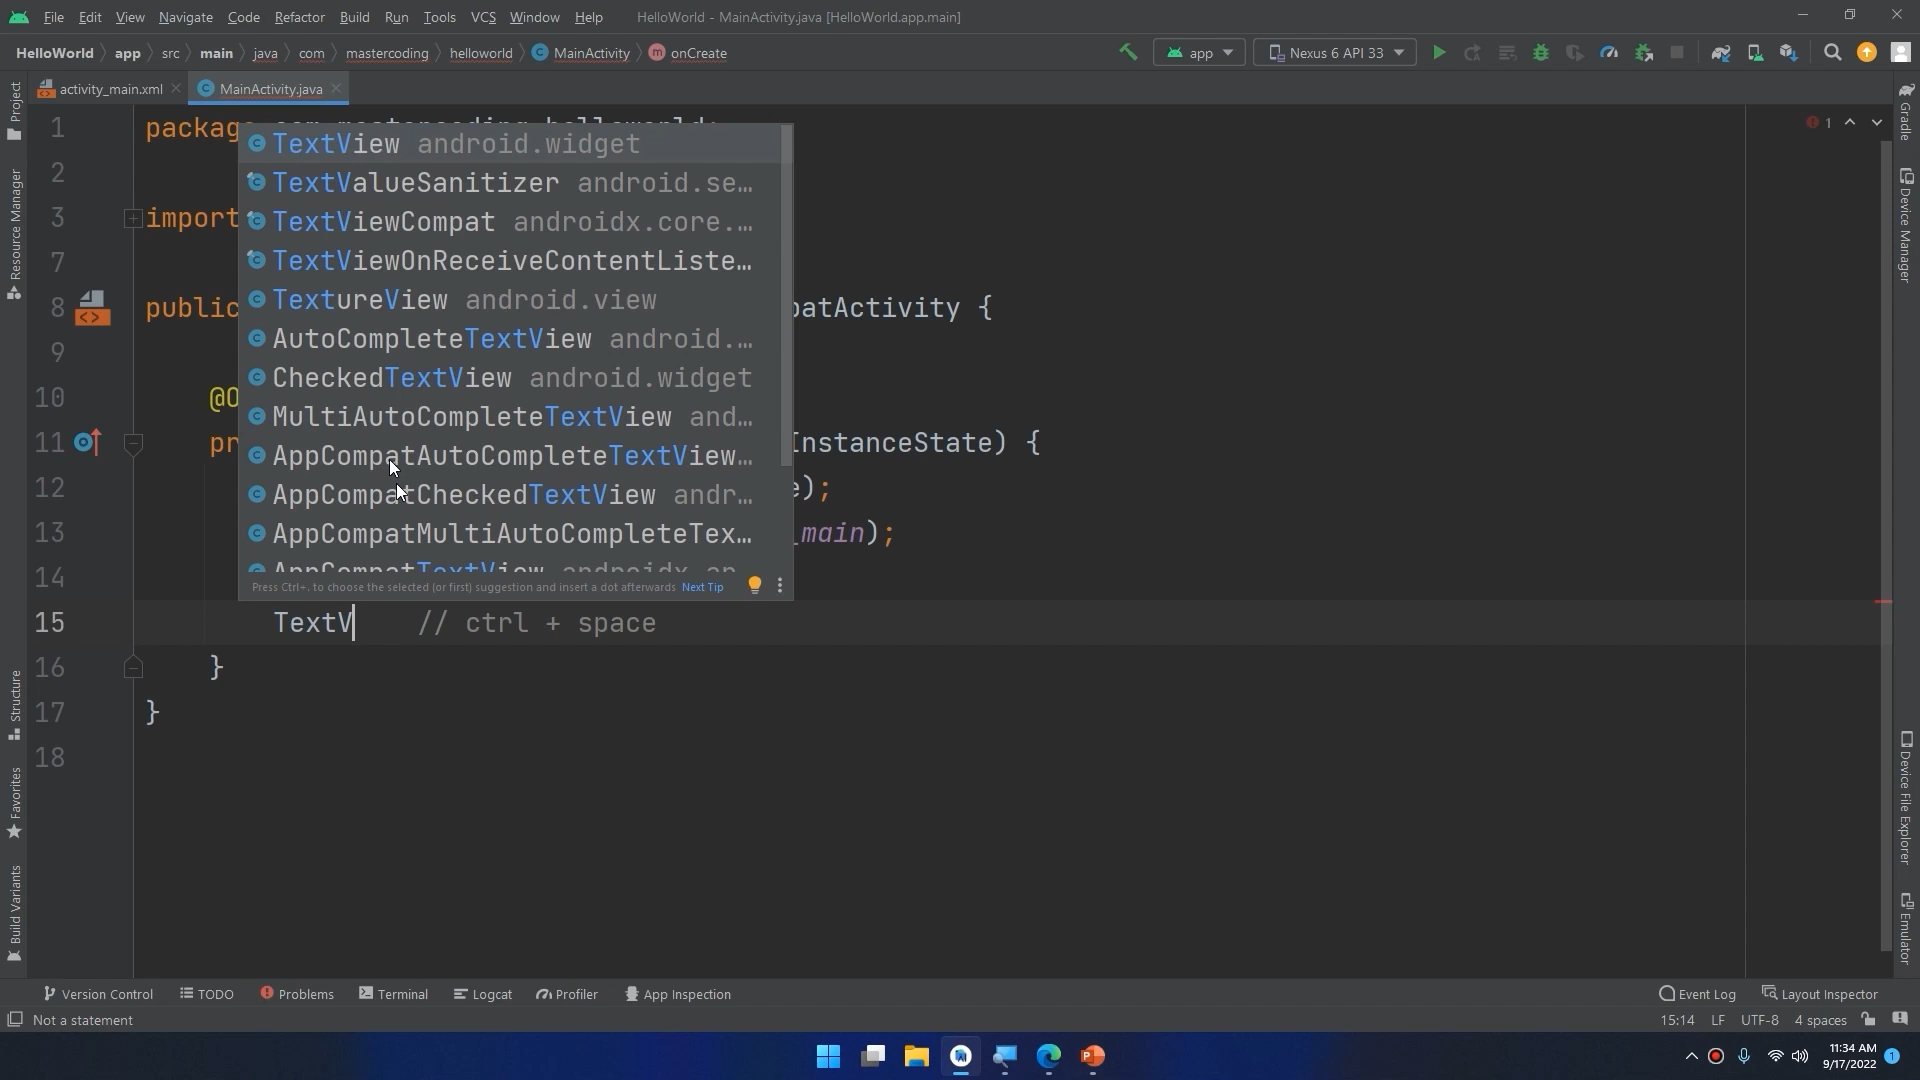 File Edit View Navigate Code Refactor Build Run Tools VCS Window Help HelloWorld - MainActivity.java [HelloWorld.app.main]
HelloWorld app src main java com mastercoding helloworld MainActivity onCreate app Nexus 6 API 33
activity_main.xml MainActivity.java
Project
Resource Manager
Structure
Favorites
Build Variants
Gradle
Device Manager
Device File Explorer
Emulator
1
1 package
2
3 import
7
8 public patActivity {
9
10 @O
11 pr InstanceState) {
12 e);
13 _main);
14
15 TextV // ctrl + space
16 }
17 }
18
TextView android.widget
TextValueSanitizer android.se…
TextViewCompat androidx.core.…
TextViewOnReceiveContentListe…
TextureView android.view
AutoCompleteTextView android.…
CheckedTextView android.widget
MultiAutoCompleteTextView and…
AppCompatAutoCompleteTextView…
AppCompatCheckedTextView andr…
AppCompatMultiAutoCompleteTex…
AppCompatTextView androidx.ap
Press Ctrl+. to choose the selected (or first) suggestion and insert a dot afterwards Next Tip
Version Control TODO Problems Terminal Logcat Profiler App Inspection Event Log Layout Inspector
Not a statement 15:14 LF UTF-8 4 spaces
11:34 AM
9/17/2022
1